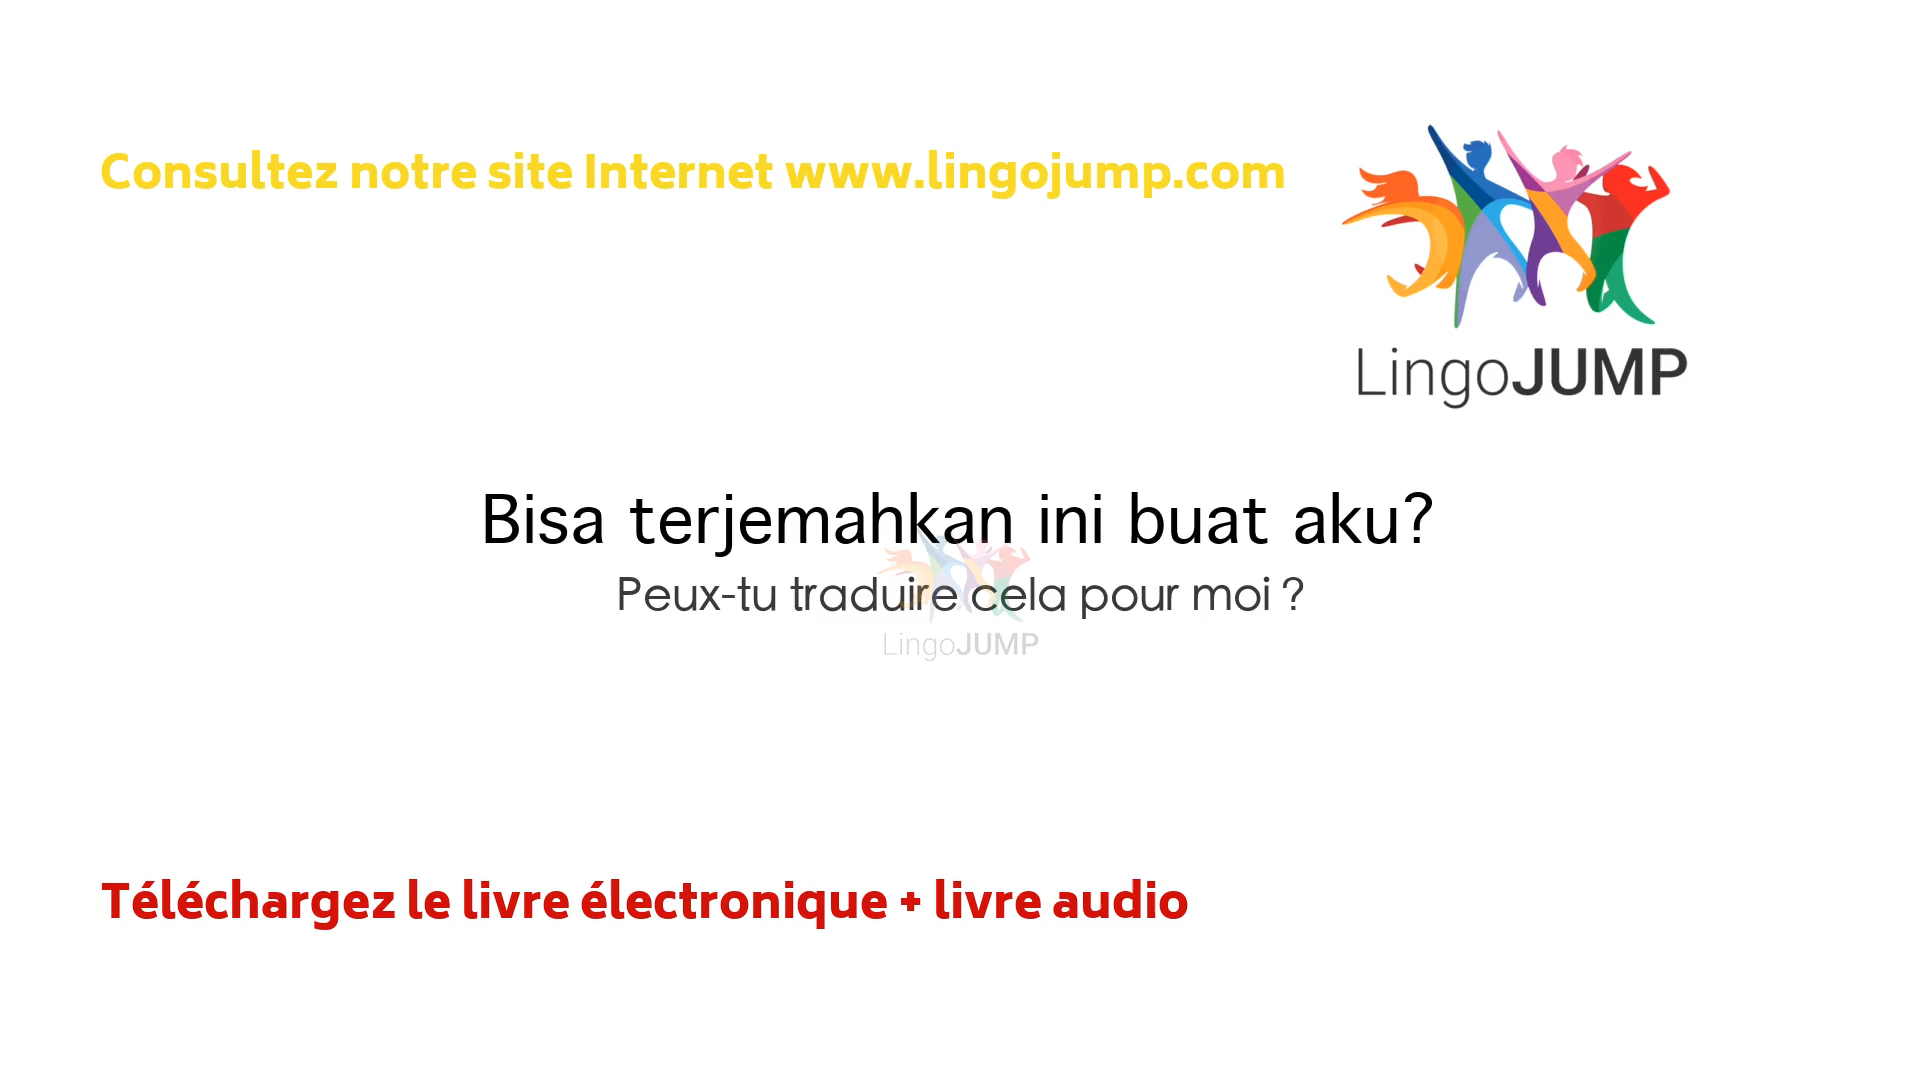 Consultez notre site Internet www.lingojump.com
LingoJUMP
Bisa terjemahkan ini buat aku?
Peux-tu traduire cela pour moi ?
LingoJUMP
Téléchargez le livre électronique + livre audio